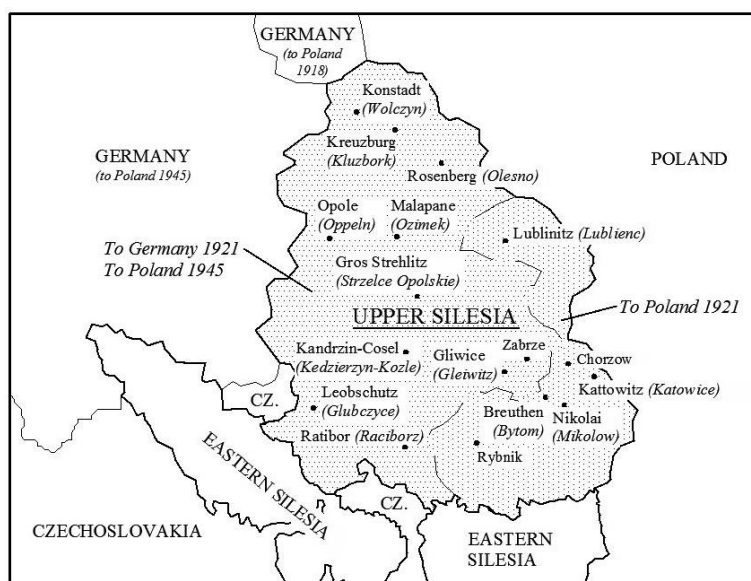 GERMANY
(to Poland
1918)
Konstadt
(Wolczyn)
Kreuzburg
(Kluzbork)
GERMANY
(to Poland 1945)
POLAND
Rosenberg (Olesno)
Opole
(Oppeln)
Malapane
(Ozimek)
Lublinitz (Lublienc)
To Germany 1921
To Poland 1945
Gros Strehlitz
(Strzelce Opolskie)
To Poland 1921
UPPER SILESIA
Kandrzin-Cosel
(Kedzierzyn-Kozle)
Gliwice
(Gleiwitz)
Zabrze
Chorzow
Kattowitz (Katowice)
CZ.
Leobschutz
(Glubczyce)
Breuthen
(Bytom)
Nikolai
(Mikolow)
Ratibor (Raciborz)
Rybnik
EASTERN SILESIA
CZ.
CZECHOSLOVAKIA
EASTERN
SILESIA